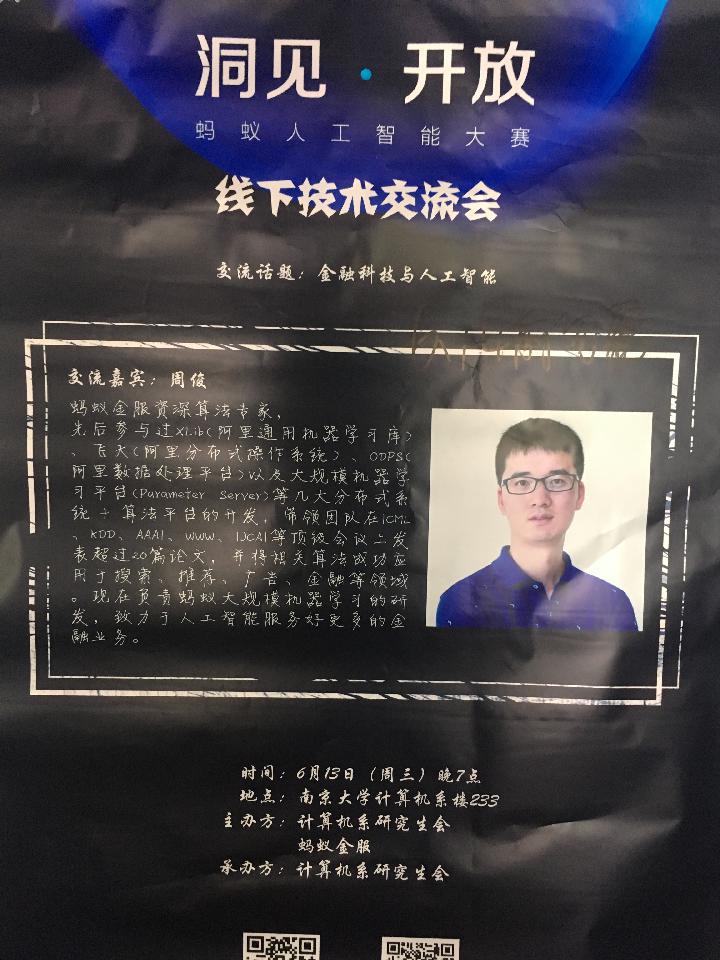 洞见·开放
蚂蚁人工智能大赛
线下技术交流会
交流话题：金融科技与人工智能
交流嘉宾：周俊
蚂蚁金服资深算法专家，
先后参与过Xlib(阿里通用机器学习库)
、飞天(阿里分布式操作系统)、ODPS(
阿里数据处理平台)以及大规模机器学
习平台(Parameter Server)等几大分布式系
统+算法平台的开发，带领团队在ICML
、KDD、AAAI、WWW、IJCAI等顶级会议上发
表超过20篇论文，并将相关算法成功应
用于搜索、推荐、广告、金融等领域
。现在负责蚂蚁大规模机器学习的研
发，致力于人工智能服务好更多的金
融业务。
时间：6月13日（周三）晚7点
地点：南京大学计算机系楼233
主办方：计算机系研究生会
蚂蚁金服
承办方：计算机系研究生会